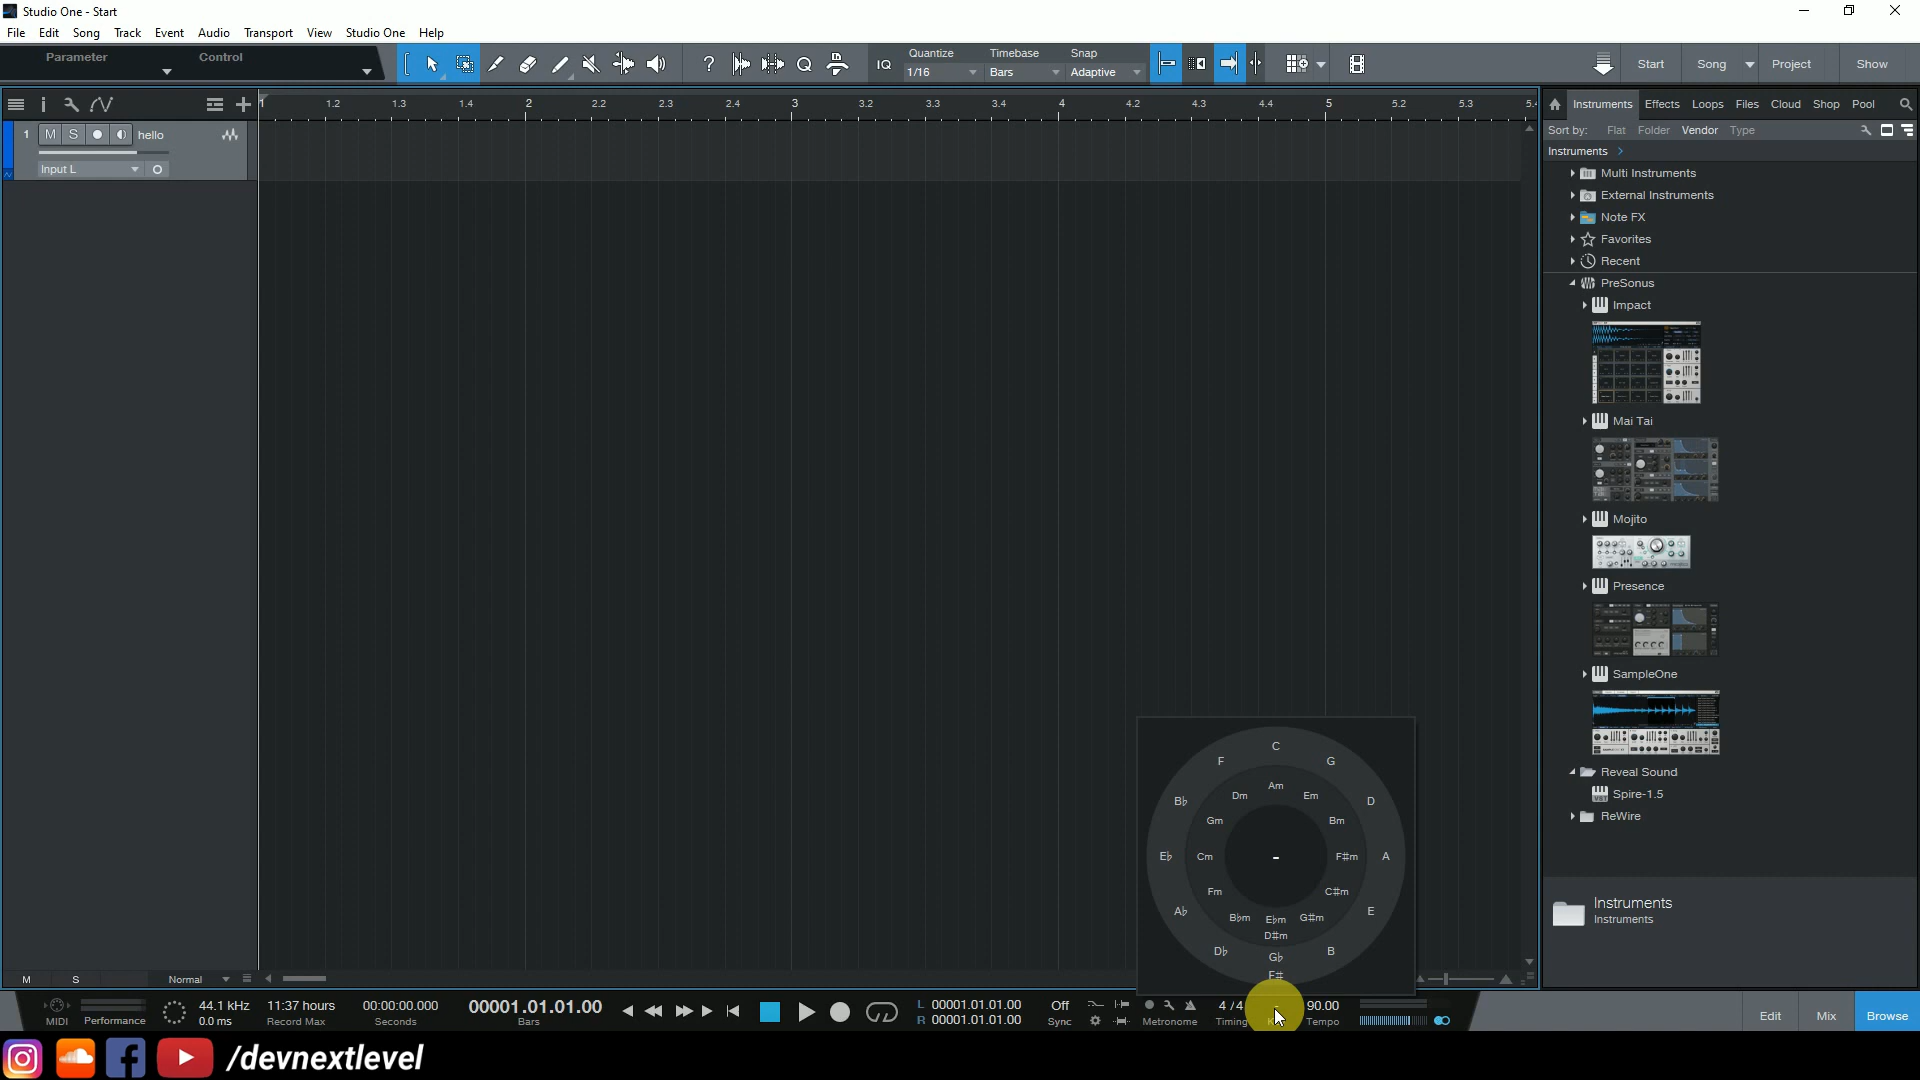 Studio One - Start
File Edit Song Track Event Audio Transport View Studio One Help
Parameter Control
IQ
Quantize Timebase Snap
1/16 Bars Adaptive
Start Song Project Show
1 1.2 1.3 1.4 2 2.2 2.3 2.4 3 3.2 3.3 3.4 4 4.2 4.3 4.4 5 5.2 5.3 5.4
Instruments Effects Loops Files Cloud Shop Pool
Sort by: Flat Folder Vendor Type
Instruments
1 M S hello
Input L
Multi Instruments
External Instruments
Note FX
Favorites
Recent
PreSonus
Impact
Mai Tai
Mojito
Presence
SampleOne
Reveal Sound
Spire-1.5
ReWire
Instruments
Instruments
C
F G
Am
Dm Em
B♭ D
Gm Bm
E♭ Cm - F#m A
Fm C#m
A♭ E
B♭m E♭m G#m
D#m
D♭ B
G♭
F#
M S Normal
MIDI
Performance
44.1 kHz
0.0 ms
11:37 hours
Record Max
00:00:00.000
Seconds
00001.01.01.00
Bars
L 00001.01.01.00
R 00001.01.01.00
Off
Sync
Metronome
4 / 4
Timing
-
90.00
Tempo
Edit Mix Browse
/devnextlevel